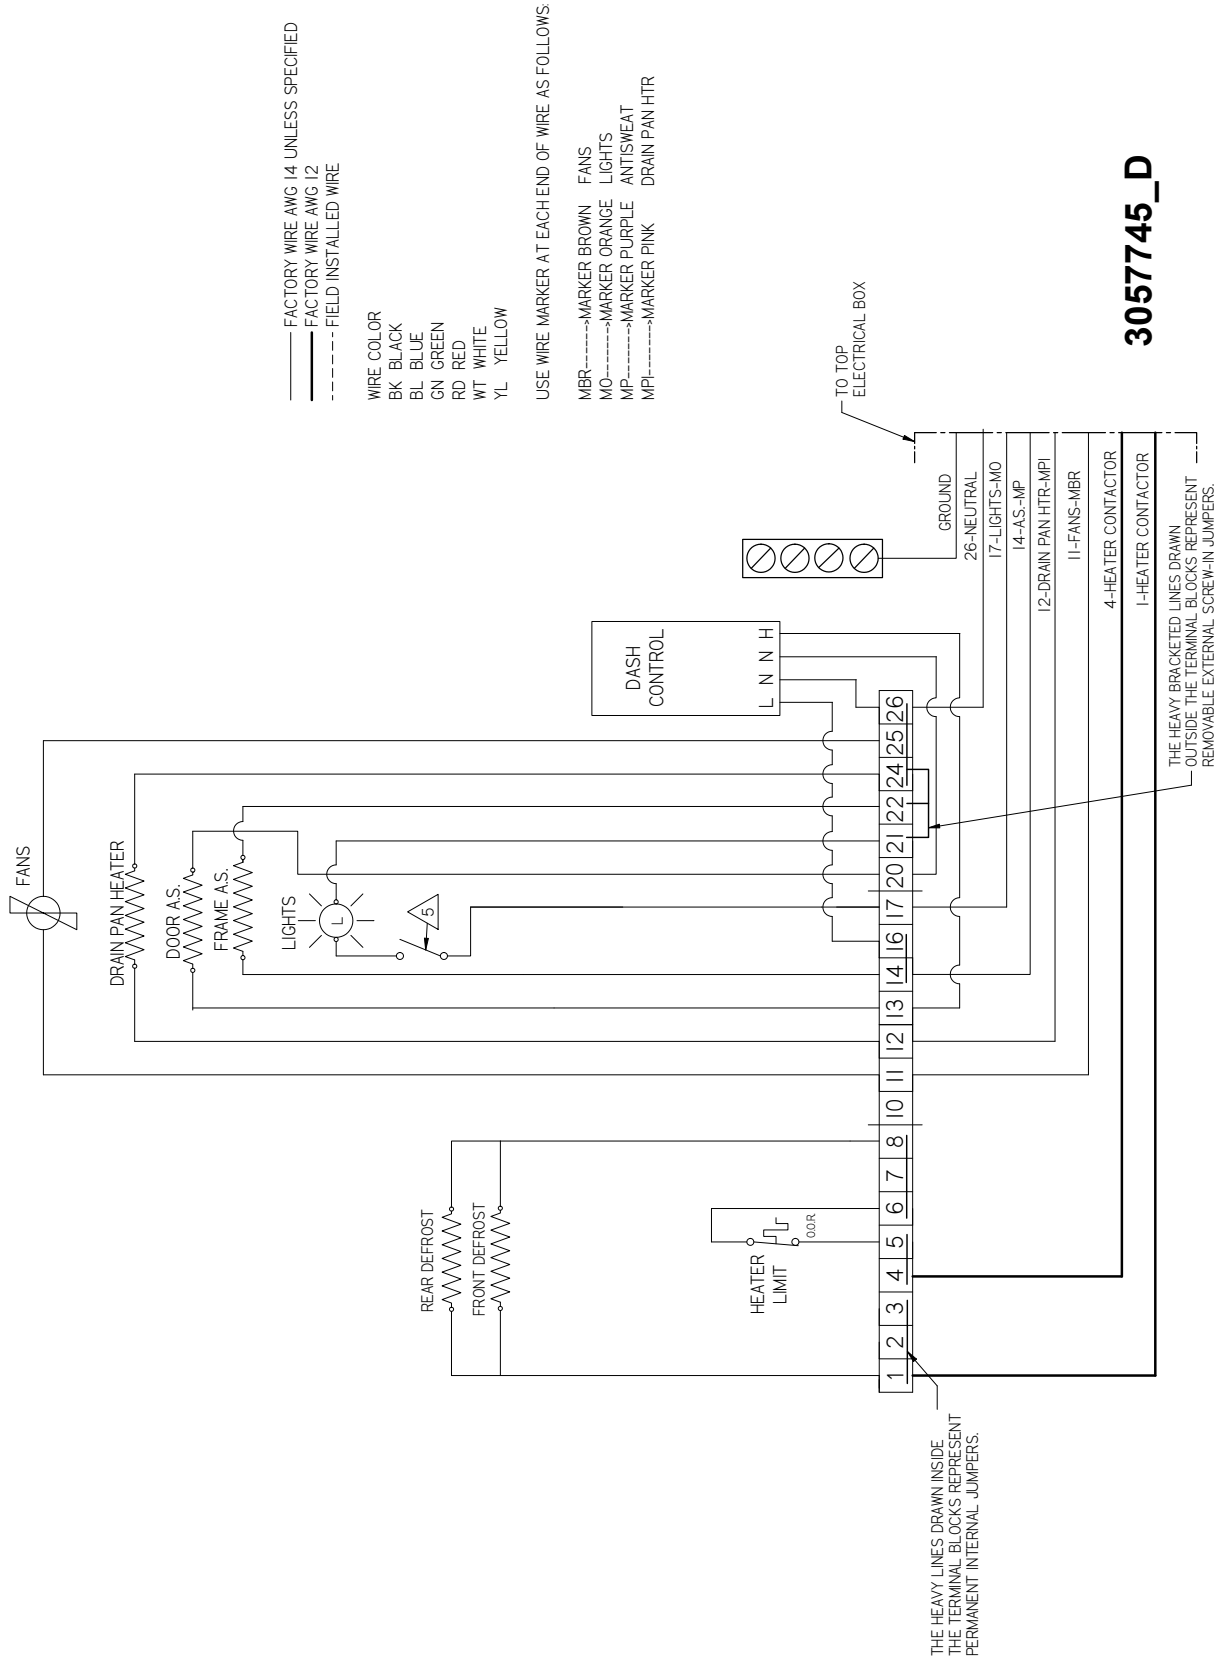 FACTORY WIRE AWG 14 UNLESS SPECIFIED
FACTORY WIRE AWG 12
FIELD INSTALLED WIRE
WIRE COLOR
BK BLACK
BL BLUE
GN GREEN
RD RED
WT WHITE
YL YELLOW
USE WIRE MARKER AT EACH END OF WIRE AS FOLLOWS:
MBR------->MARKER BROWN FANS
MO-------->MARKER ORANGE LIGHTS
MP-------->MARKER PURPLE ANTISWEAT
MPI------->MARKER PINK DRAIN PAN HTR
FANS
DRAIN PAN HEATER
DOOR A.S.
FRAME A.S.
LIGHTS
L
5
REAR DEFROST
FRONT DEFROST
HEATER
LIMIT
O.O.R
DASH
CONTROL
L N N H
1 2 3 4 5 6 7 8 10 11 12 13 14 16 17 20 21 22 24 25 26
TO TOP
ELECTRICAL BOX
GROUND
26-NEUTRAL
17-LIGHTS-MO
14-A.S.-MP
12-DRAIN PAN HTR-MPI
11-FANS-MBR
4-HEATER CONTACTOR
1-HEATER CONTACTOR
THE HEAVY LINES DRAWN INSIDE
THE TERMINAL BLOCKS REPRESENT
PERMANENT INTERNAL JUMPERS.
THE HEAVY BRACKETED LINES DRAWN
OUTSIDE THE TERMINAL BLOCKS REPRESENT
REMOVABLE EXTERNAL SCREW-IN JUMPERS.
3057745_D